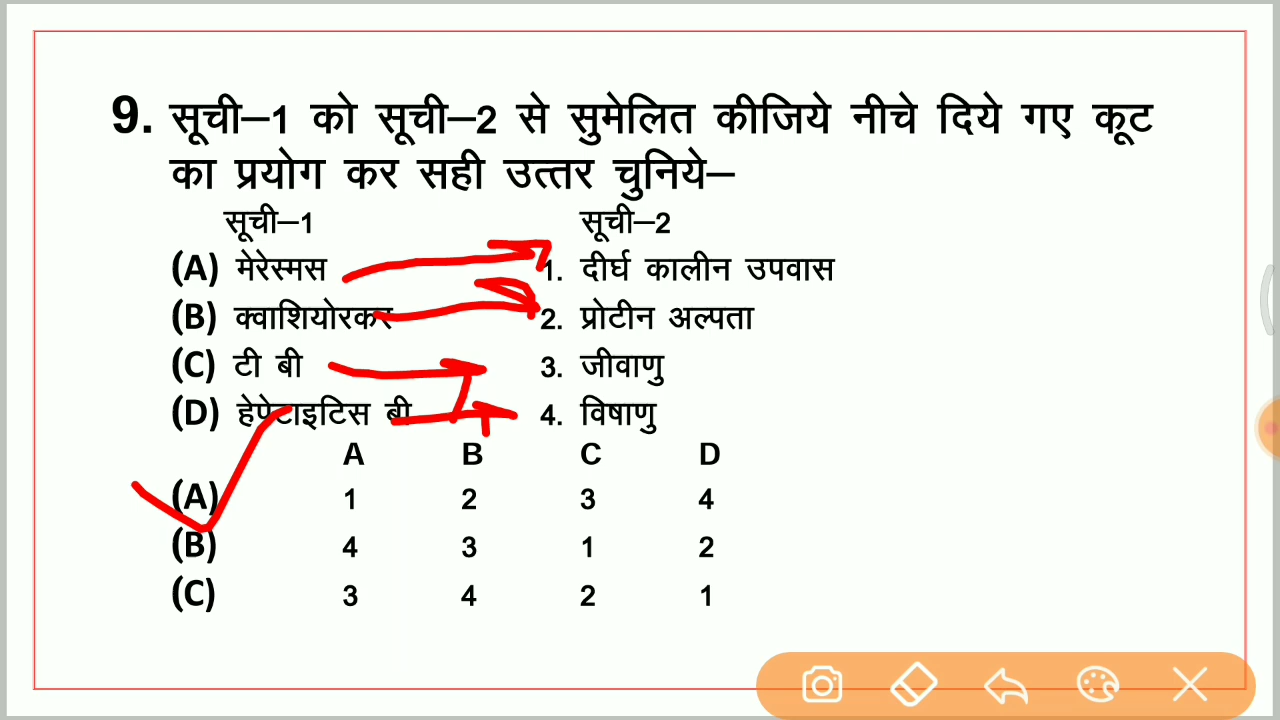 9. सूची–1 को सूची–2 से सुमेलित कीजिये नीचे दिये गए कूट
का प्रयोग कर सही उत्तर चुनिये–
सूची–1 सूची–2
(A) मेरेस्मस 1. दीर्घ कालीन उपवास
(B) क्वाशियोरकर 2. प्रोटीन अल्पता
(C) टी बी 3. जीवाणु
(D) हेपेटाइटिस बी 4. विषाणु
A B C D
(A) 1 2 3 4
(B) 4 3 1 2
(C) 3 4 2 1